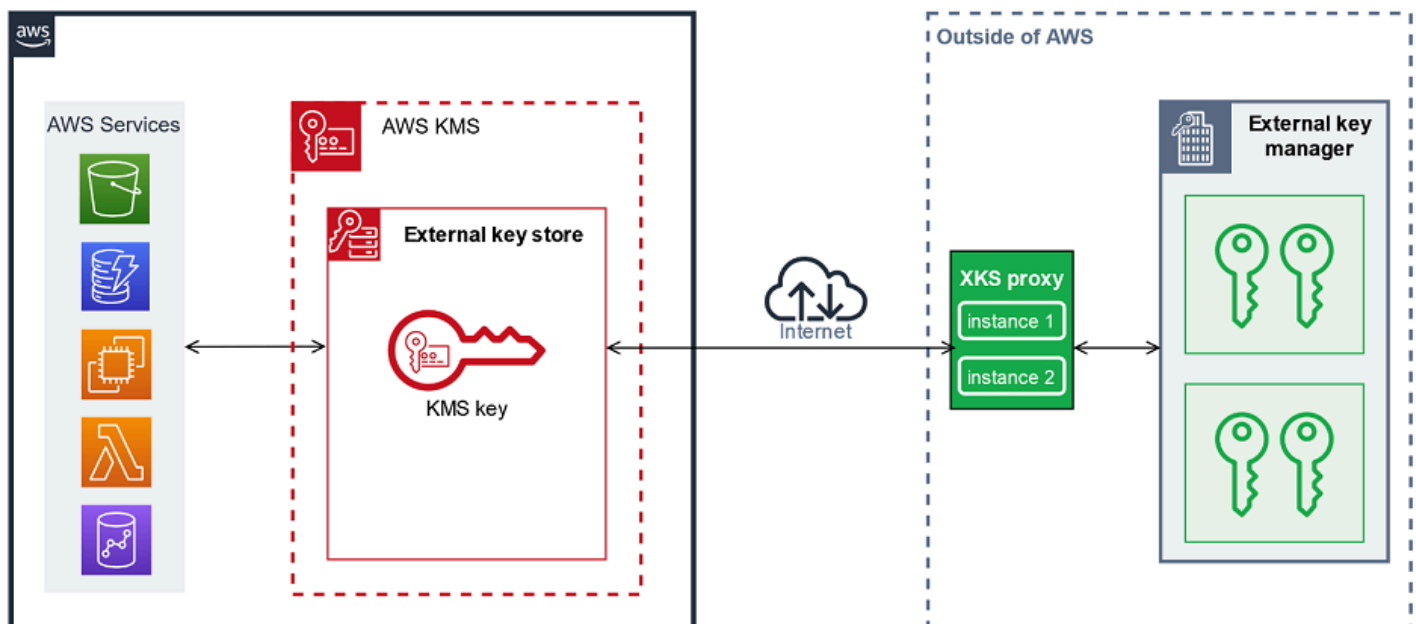 aws
AWS Services
AWS KMS
External key store
KMS key
Internet
Outside of AWS
XKS proxy
instance 1
instance 2
External key
manager